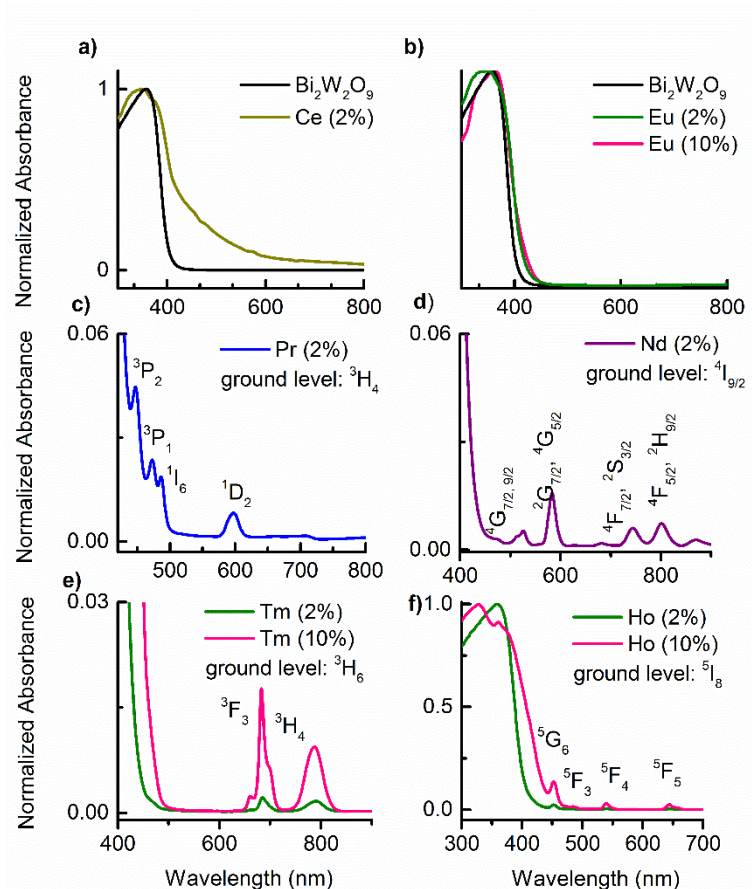 a)
Bi2W2O9
Ce (2%)
1
0
400 600 800
Normalized Absorbance
b)
Bi2W2O9
Eu (2%)
Eu (10%)
400 600 800
c)
Pr (2%)
ground level: ³H₄
³P₂
³P₁
¹I₆
¹D₂
0.06
0.00
500 600 700 800
Normalized Absorbance
d)
Nd (2%)
ground level: ⁴I9/2
⁴G7/2, 9/2
²G7/2, ⁴G5/2
⁴F7/2, ²S3/2
⁴F5/2, ²H9/2
0.06
0.00
400 600 800
e)
Tm (2%)
Tm (10%)
ground level: ³H₆
³F₃
³H₄
0.03
0.00
400 500 600 700 800
Wavelength (nm)
Normalized Absorbance
f)
Ho (2%)
Ho (10%)
ground level: ⁵I₈
⁵G₆
⁵F₃
⁵F₄
⁵F₅
1.0
0.5
0.0
300 400 500 600 700
Wavelength (nm)